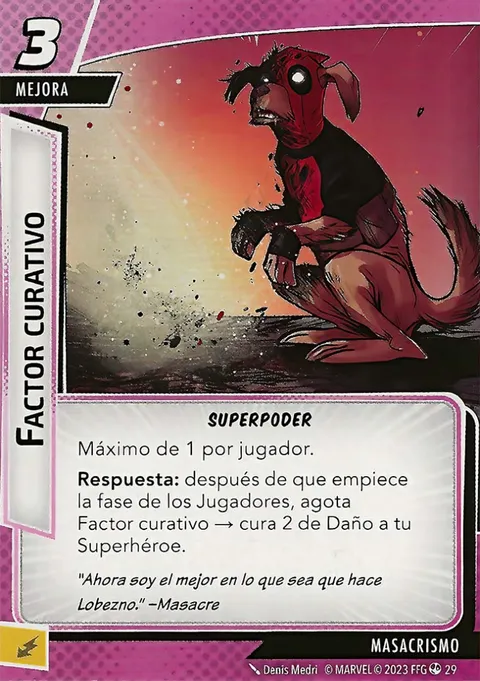 3
MEJORA
FACTOR CURATIVO
SUPERPODER
Máximo de 1 por jugador.
Respuesta: después de que empiece
la fase de los Jugadores, agota
Factor curativo → cura 2 de Daño a tu
Superhéroe.
"Ahora soy el mejor en lo que sea que hace
Lobezno." –Masacre
MASACRISMO
Denis Medri © MARVEL © 2023 FFG 29